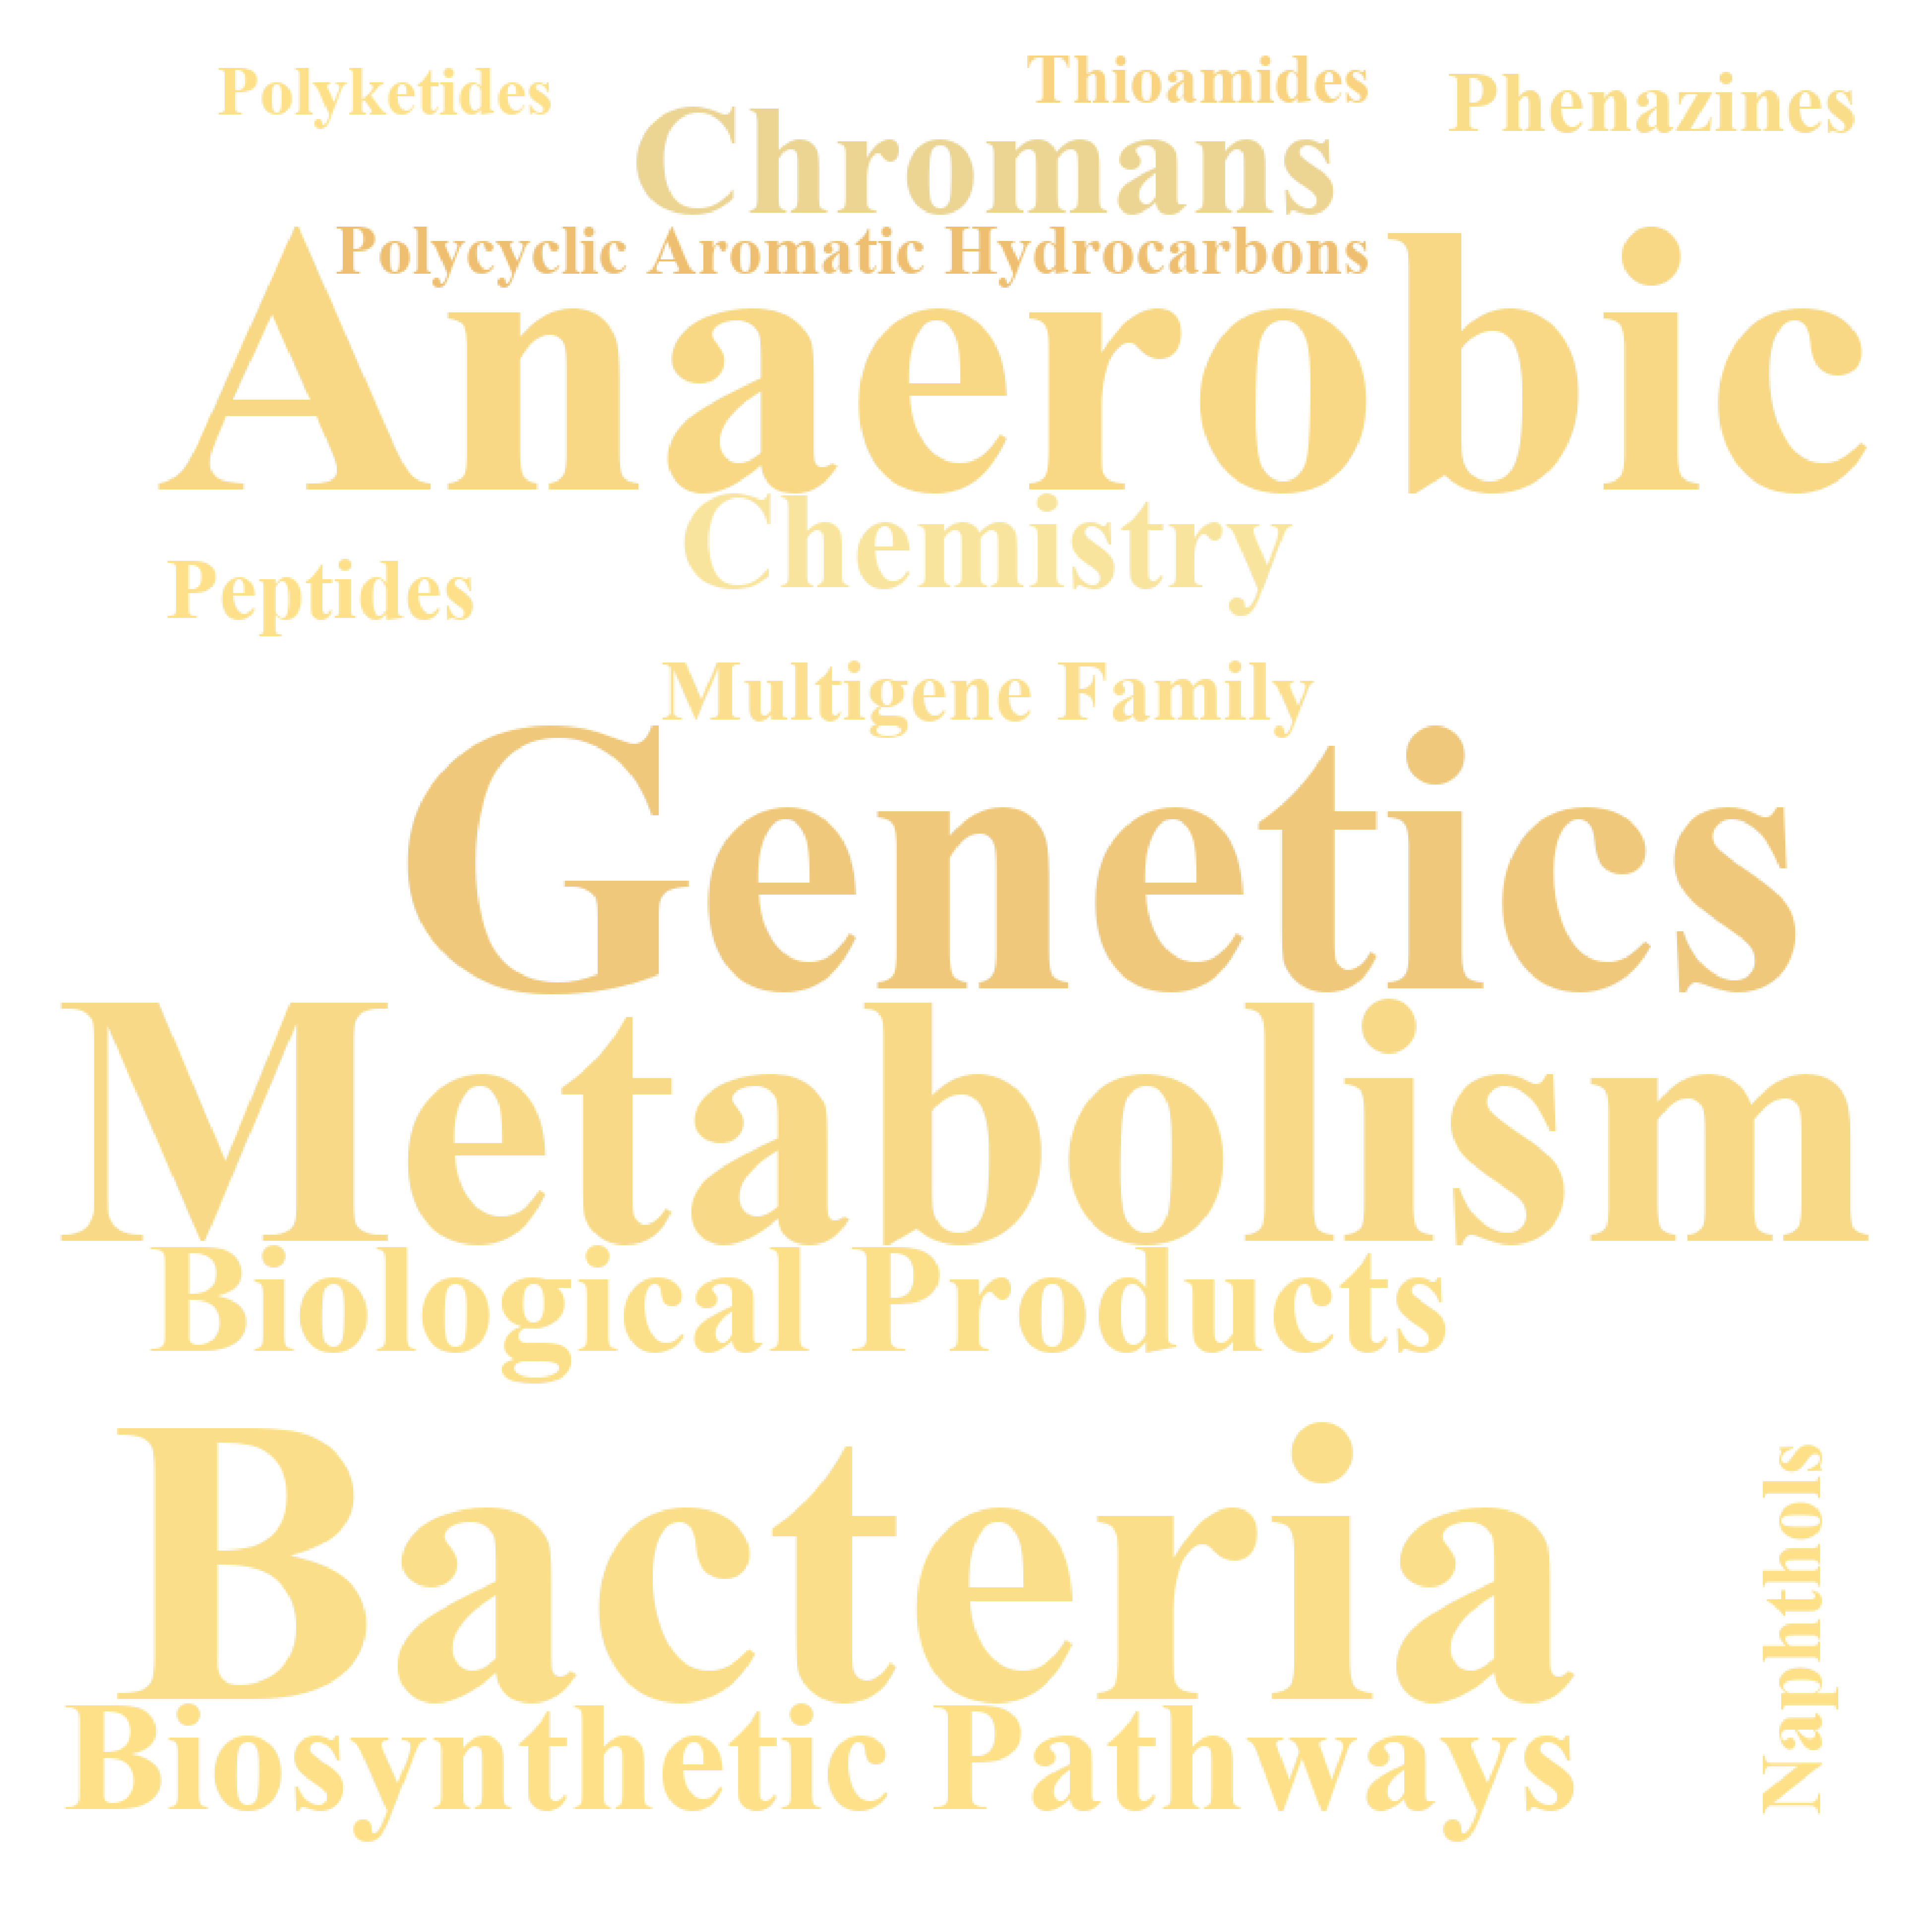 Polyketides
Thioamides
Phenazines
Chromans
Polycyclic Aromatic Hydrocarbons
Anaerobic
Chemistry
Peptides
Multigene Family
Genetics
Metabolism
Biological Products
Bacteria
Naphthols
Biosynthetic Pathways